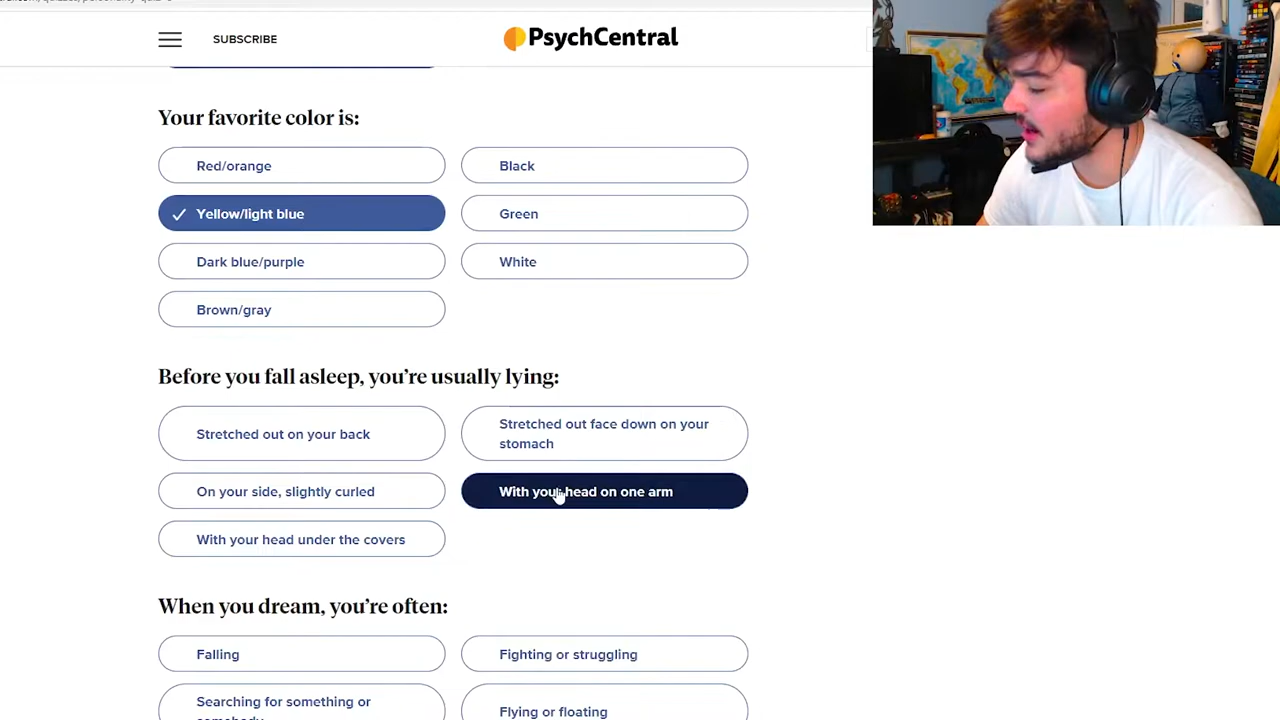 SUBSCRIBE
PsychCentral
Your favorite color is:
Red/orange
Black
Yellow/light blue
Green
Dark blue/purple
White
Brown/gray
Before you fall asleep, you're usually lying:
Stretched out on your back
Stretched out face down on your
stomach
On your side, slightly curled
With your head on one arm
With your head under the covers
When you dream, you're often:
Falling
Fighting or struggling
Searching for something or
somebody
Flying or floating